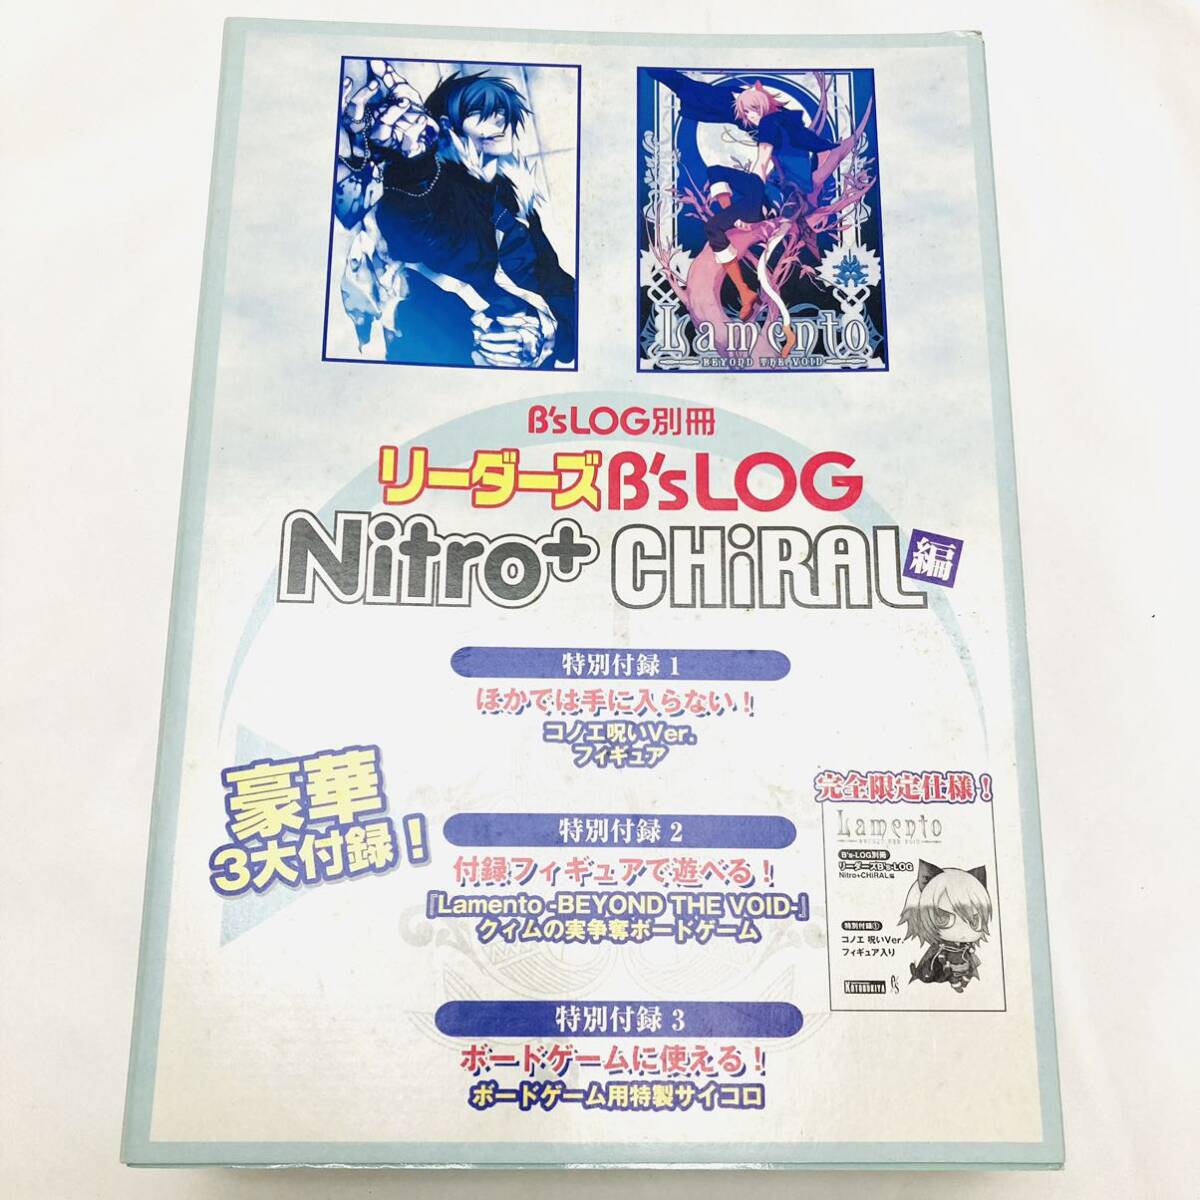 Lamento
BEYOND THE VOID
B'sLOG別冊
リーダーズB'sLOG
Nitro+ CHiRAL編
特別付録 1
ほかでは手に入らない！
コノエ呪いVer.
フィギュア
豪華
3大付録！
特別付録 2
付録フィギュアで遊べる！
『Lamento -BEYOND THE VOID-』
クィムの実争奪ボードゲーム
特別付録 3
ボードゲームに使える！
ボードゲーム用特製サイコロ
完全限定仕様！
Lamento
BEYOND THE VOID
B's-LOG別冊
リーダーズB's-LOG
Nitro+CHiRAL編
特別付録①
コノエ 呪いVer.
フィギュア入り
KOTOBUKIYA